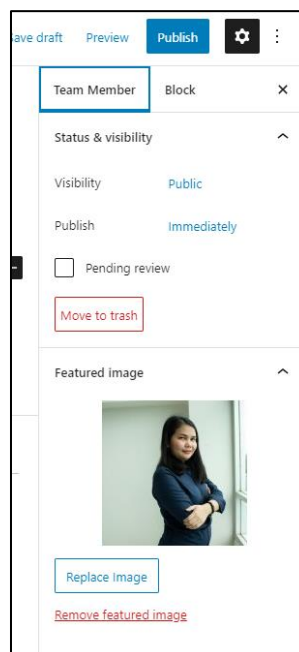 Save draft Preview Publish
Team Member Block
Status & visibility
Visibility Public
Publish Immediately
Pending review
Move to trash
Featured image
Replace Image
Remove featured image